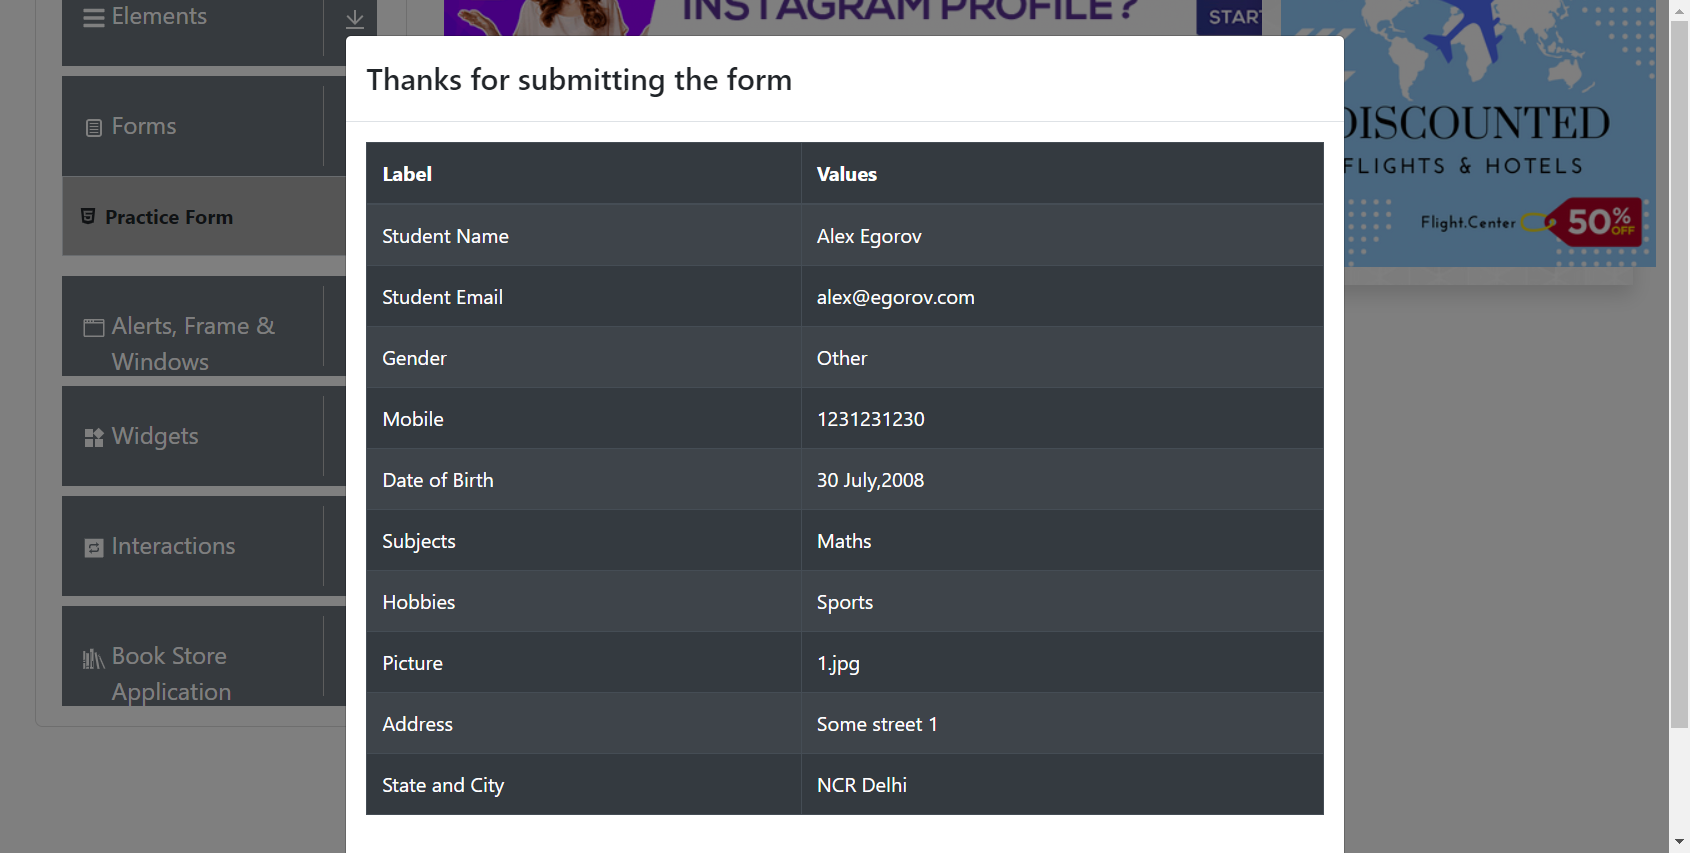 Elements
INSTAGRAM PROFILE?
Thanks for submitting the form
Forms
DISCOUNTED
FLIGHTS & HOTELS
Label Values
Practice Form
Flight.Center 50% OFF
Student Name Alex Egorov
Student Email alex@egorov.com
Alerts, Frame &
Windows
Gender Other
Mobile 1231231230
Widgets
Date of Birth 30 July,2008
Subjects Maths
Interactions
Hobbies Sports
Picture 1.jpg
Book Store
Application
Address Some street 1
State and City NCR Delhi